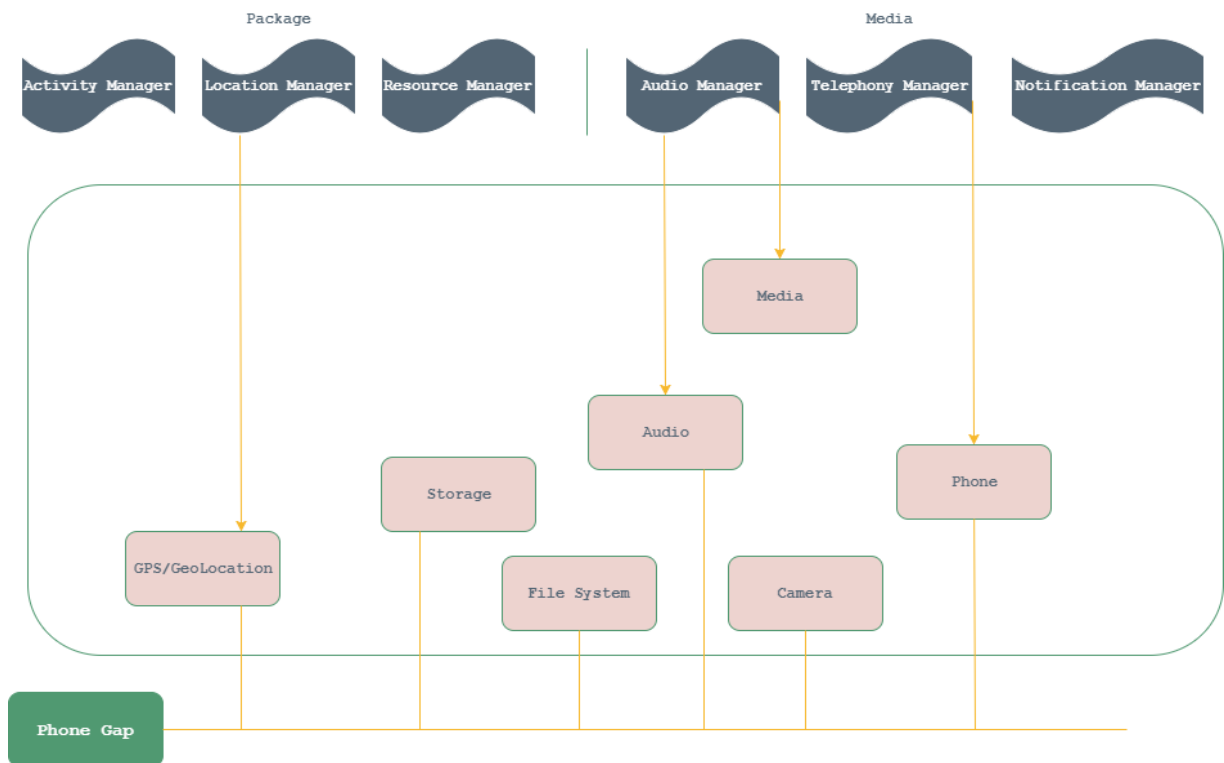 Package
Media
Activity Manager
Location Manager
Resource Manager
Audio Manager
Telephony Manager
Notification Manager
Media
Audio
Storage
Phone
GPS/GeoLocation
File System
Camera
Phone Gap